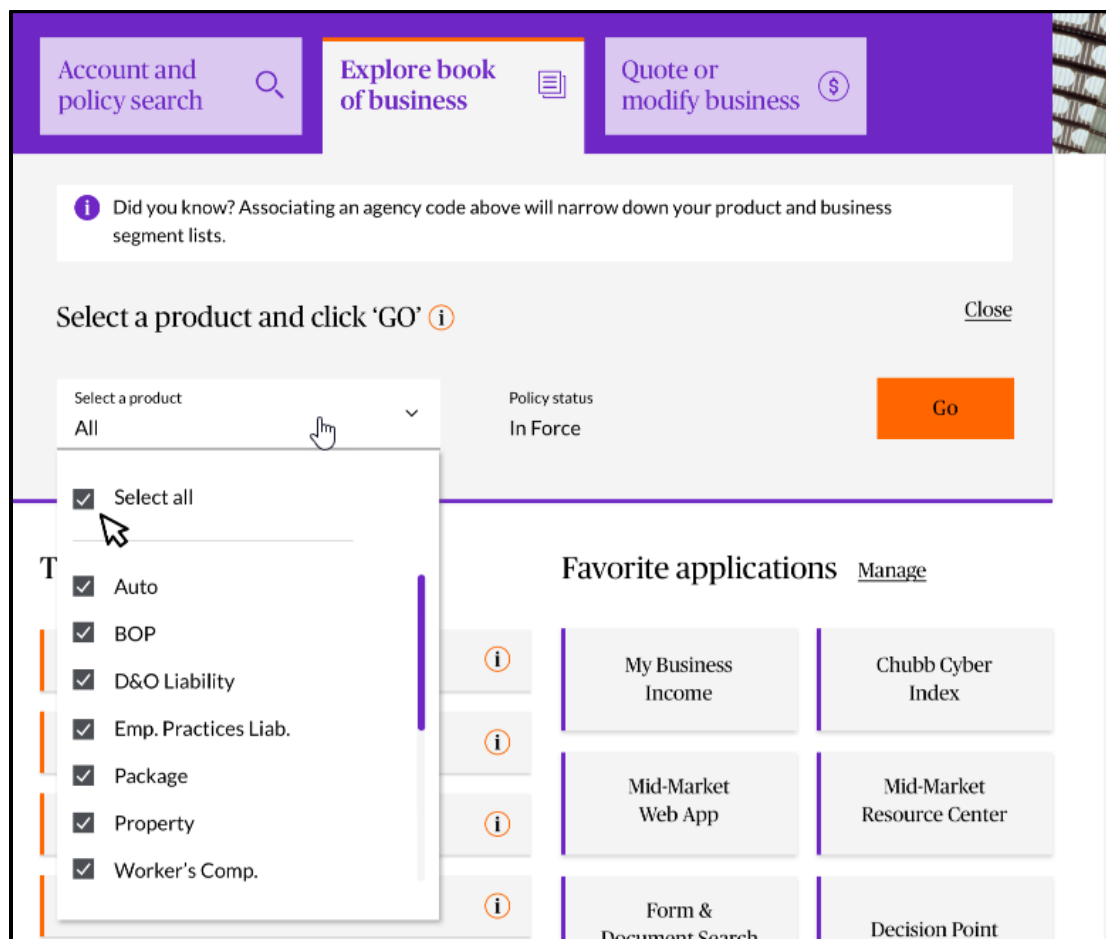 Account and
policy search
Explore book
of business
Quote or
modify business
$
i
Did you know? Associating an agency code above will narrow down your product and business
segment lists.
Select a product and click ‘GO’ i
Close
Select a product
All
Policy status
In Force
Go
Select all
T
Auto
BOP
D&O Liability
Emp. Practices Liab.
Package
Property
Worker’s Comp.
i
i
i
i
Favorite applications Manage
My Business
Income
Chubb Cyber
Index
Mid-Market
Web App
Mid-Market
Resource Center
Form &
Document Search
Decision Point